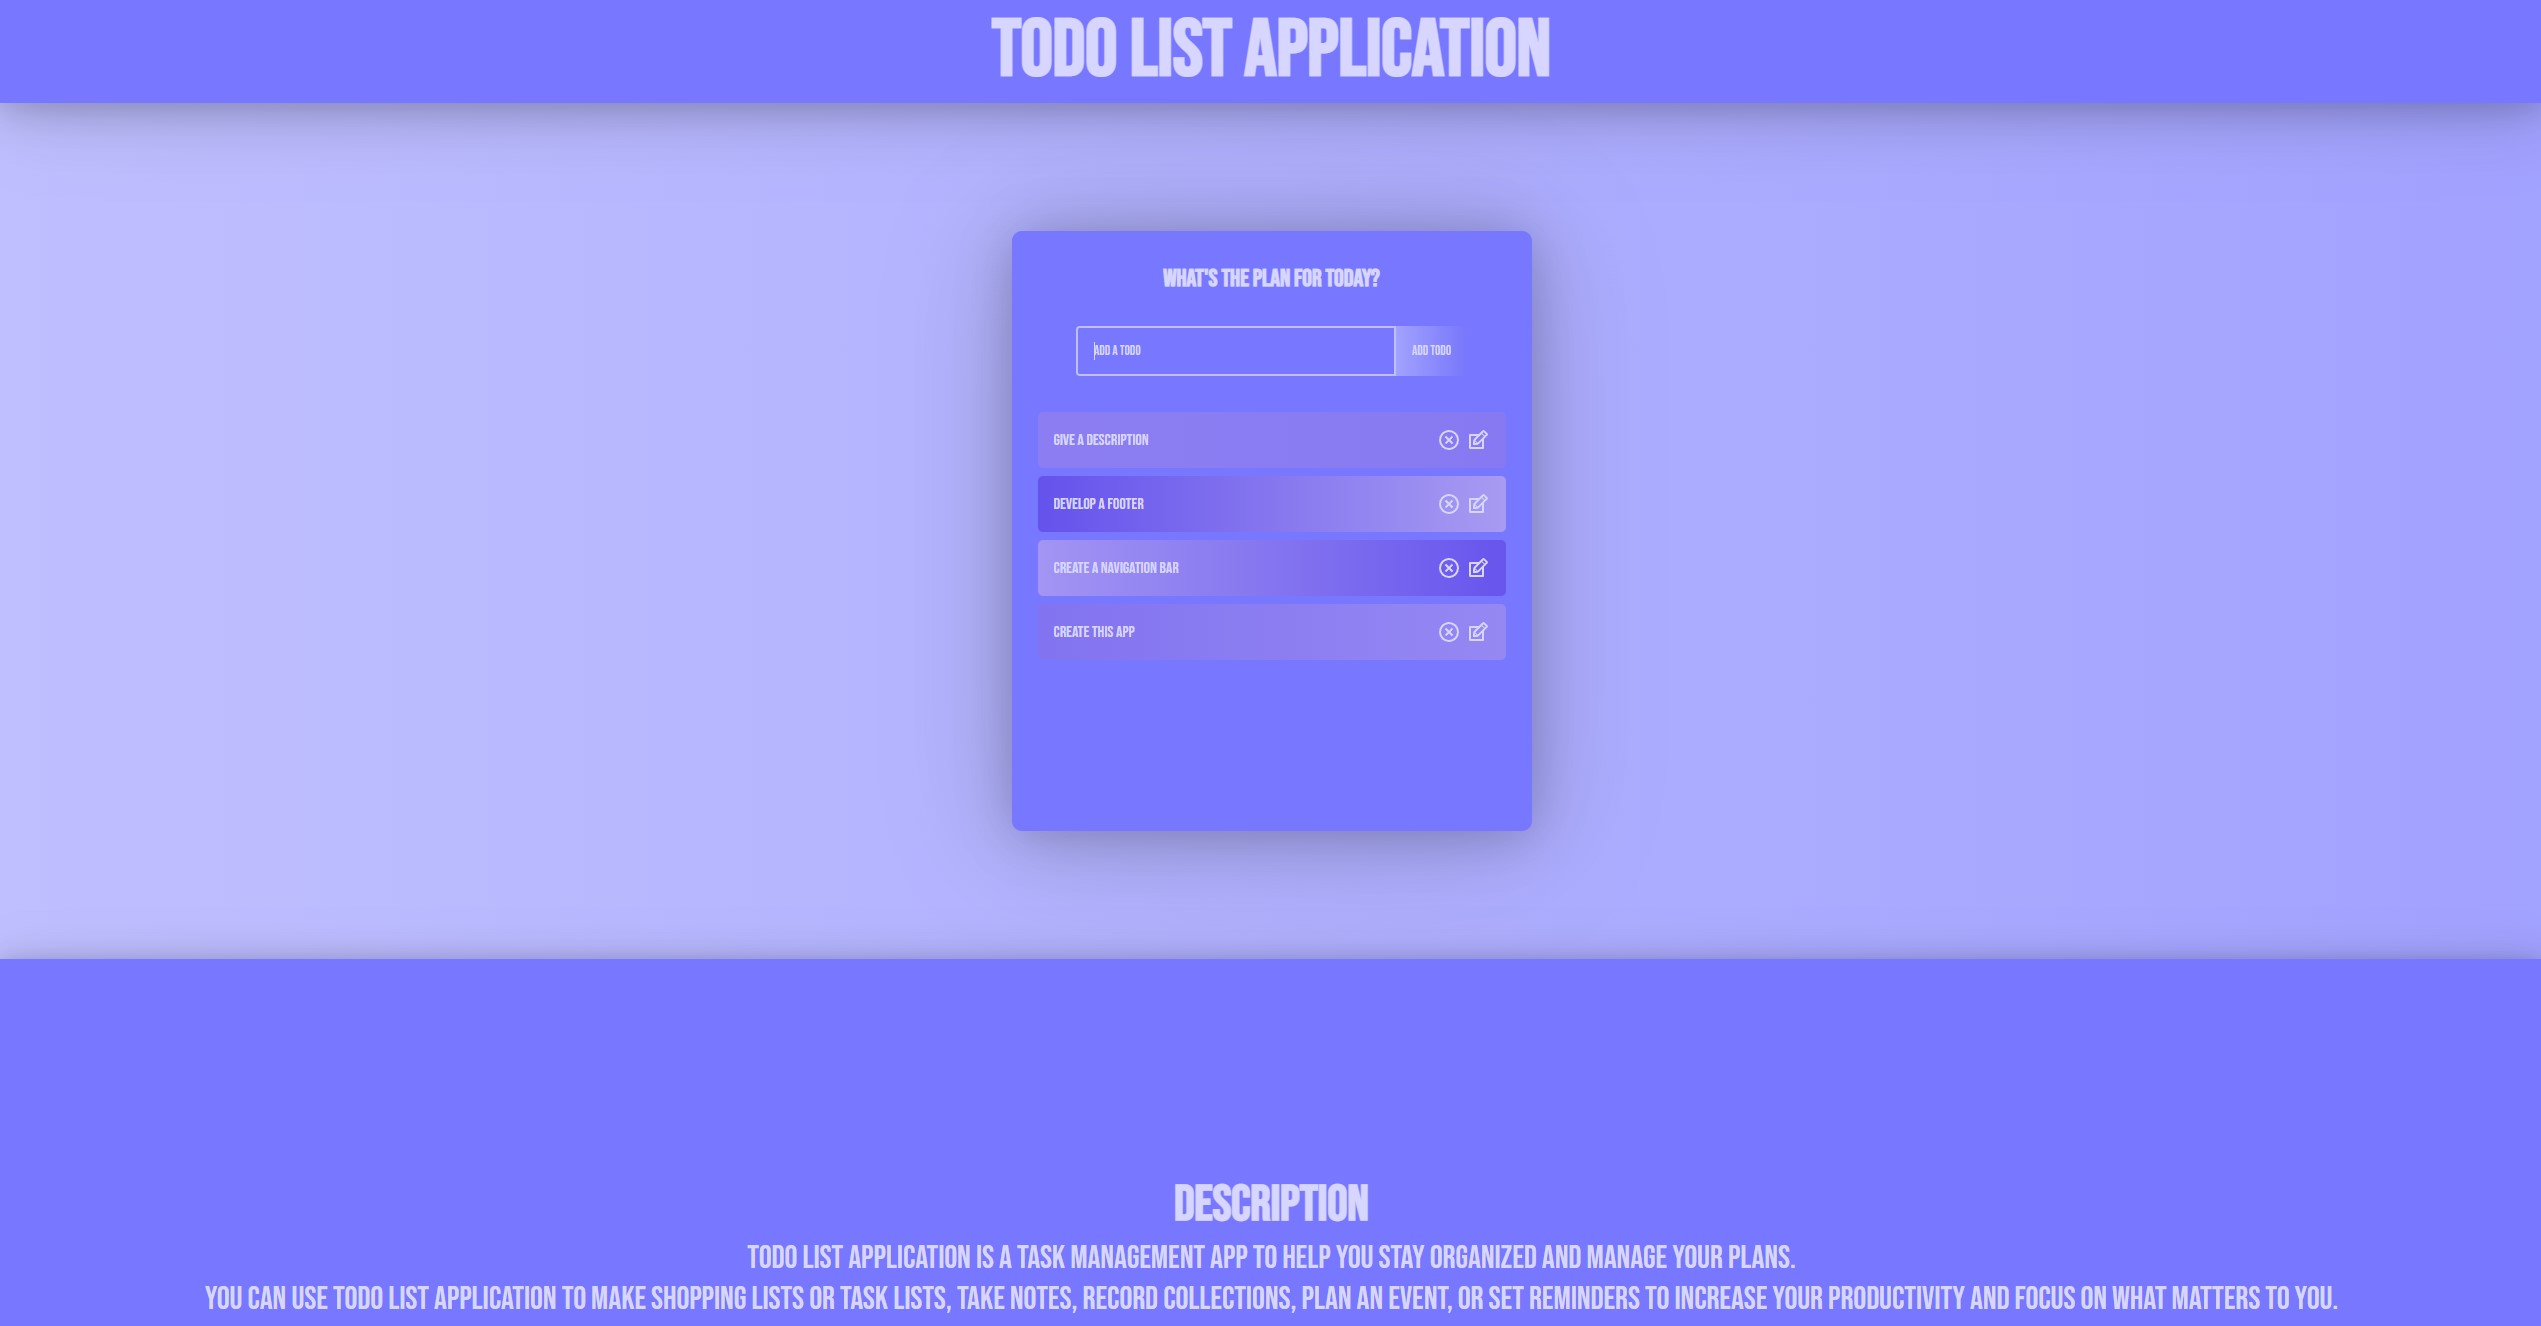 TODO LIST APPLICATION
WHAT'S THE PLAN FOR TODAY?
ADD A TODO
ADD TODO
GIVE A DESCRIPTION
DEVELOP A FOOTER
CREATE A NAVIGATION BAR
CREATE THIS APP
DESCRIPTION
TODO LIST APPLICATION IS A TASK MANAGEMENT APP TO HELP YOU STAY ORGANIZED AND MANAGE YOUR PLANS.
YOU CAN USE TODO LIST APPLICATION TO MAKE SHOPPING LISTS OR TASK LISTS, TAKE NOTES, RECORD COLLECTIONS, PLAN AN EVENT, OR SET REMINDERS TO INCREASE YOUR PRODUCTIVITY AND FOCUS ON WHAT MATTERS TO YOU.